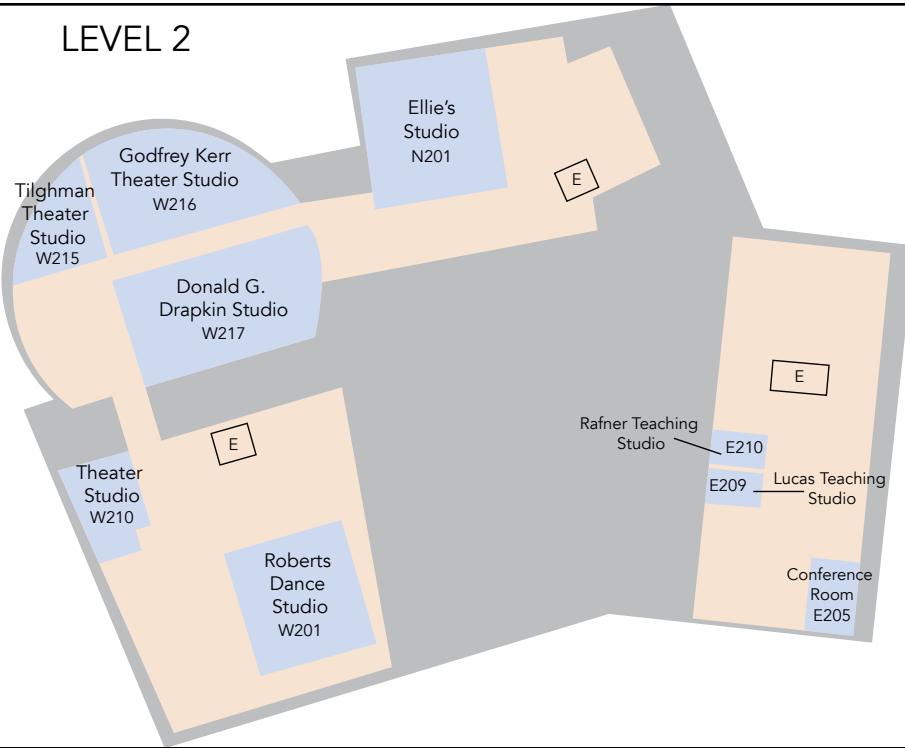 LEVEL 2
Ellie's
Studio
N201
E
Godfrey Kerr
Theater Studio
W216
Tilghman
Theater
Studio
W215
Donald G.
Drapkin Studio
W217
E
Theater
Studio
W210
Roberts
Dance
Studio
W201
E
Rafner Teaching
Studio
E210
E209
Lucas Teaching
Studio
Conference
Room
E205